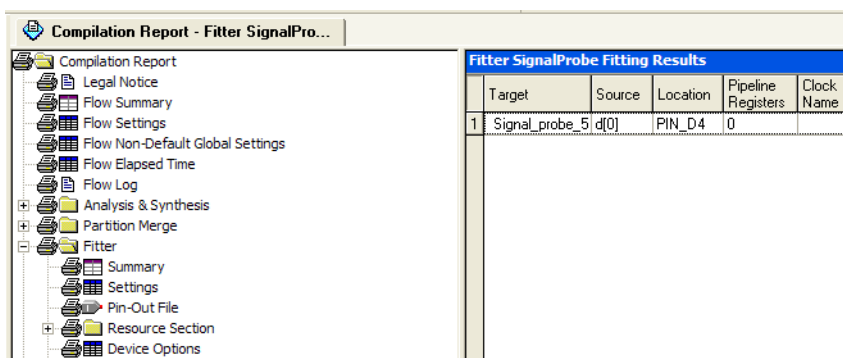 Compilation Report - Fitter SignalPro...
Compilation Report
Legal Notice
Flow Summary
Flow Settings
Flow Non-Default Global Settings
Flow Elapsed Time
Flow Log
Analysis & Synthesis
Partition Merge
Fitter
Summary
Settings
Pin-Out File
Resource Section
Device Options
Fitter SignalProbe Fitting Results
Target Source Location Pipeline Registers Clock Name
1 Signal_probe_5 d[0] PIN_D4 0